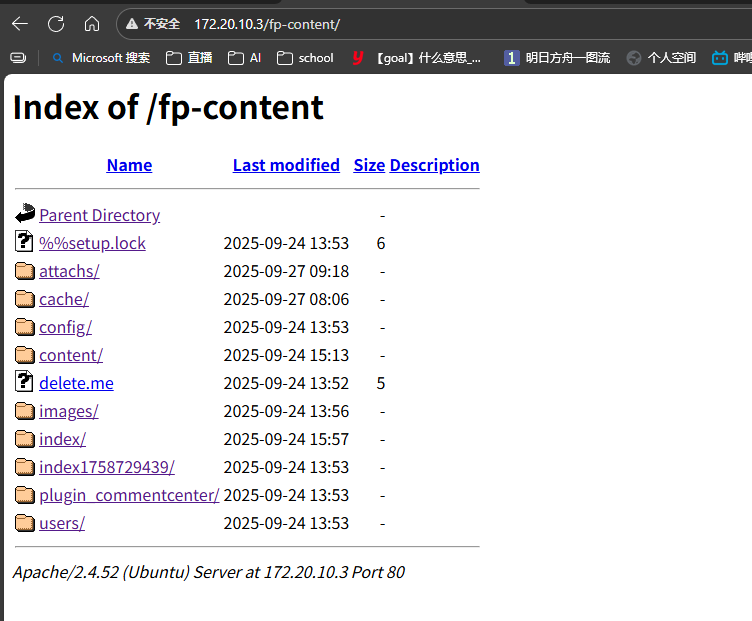 不安全 172.20.10.3/fp-content/
Microsoft 搜索 直播 AI school 【goal】什么意思_... 明日方舟一图流 个人空间
Index of /fp-content
Name Last modified Size Description
Parent Directory -
%%setup.lock 2025-09-24 13:53 6
attachs/ 2025-09-27 09:18 -
cache/ 2025-09-27 08:06 -
config/ 2025-09-24 13:53 -
content/ 2025-09-24 15:13 -
delete.me 2025-09-24 13:52 5
images/ 2025-09-24 13:56 -
index/ 2025-09-24 15:57 -
index1758729439/ 2025-09-24 13:53 -
plugin_commentcenter/ 2025-09-24 13:53 -
users/ 2025-09-24 13:53 -
Apache/2.4.52 (Ubuntu) Server at 172.20.10.3 Port 80